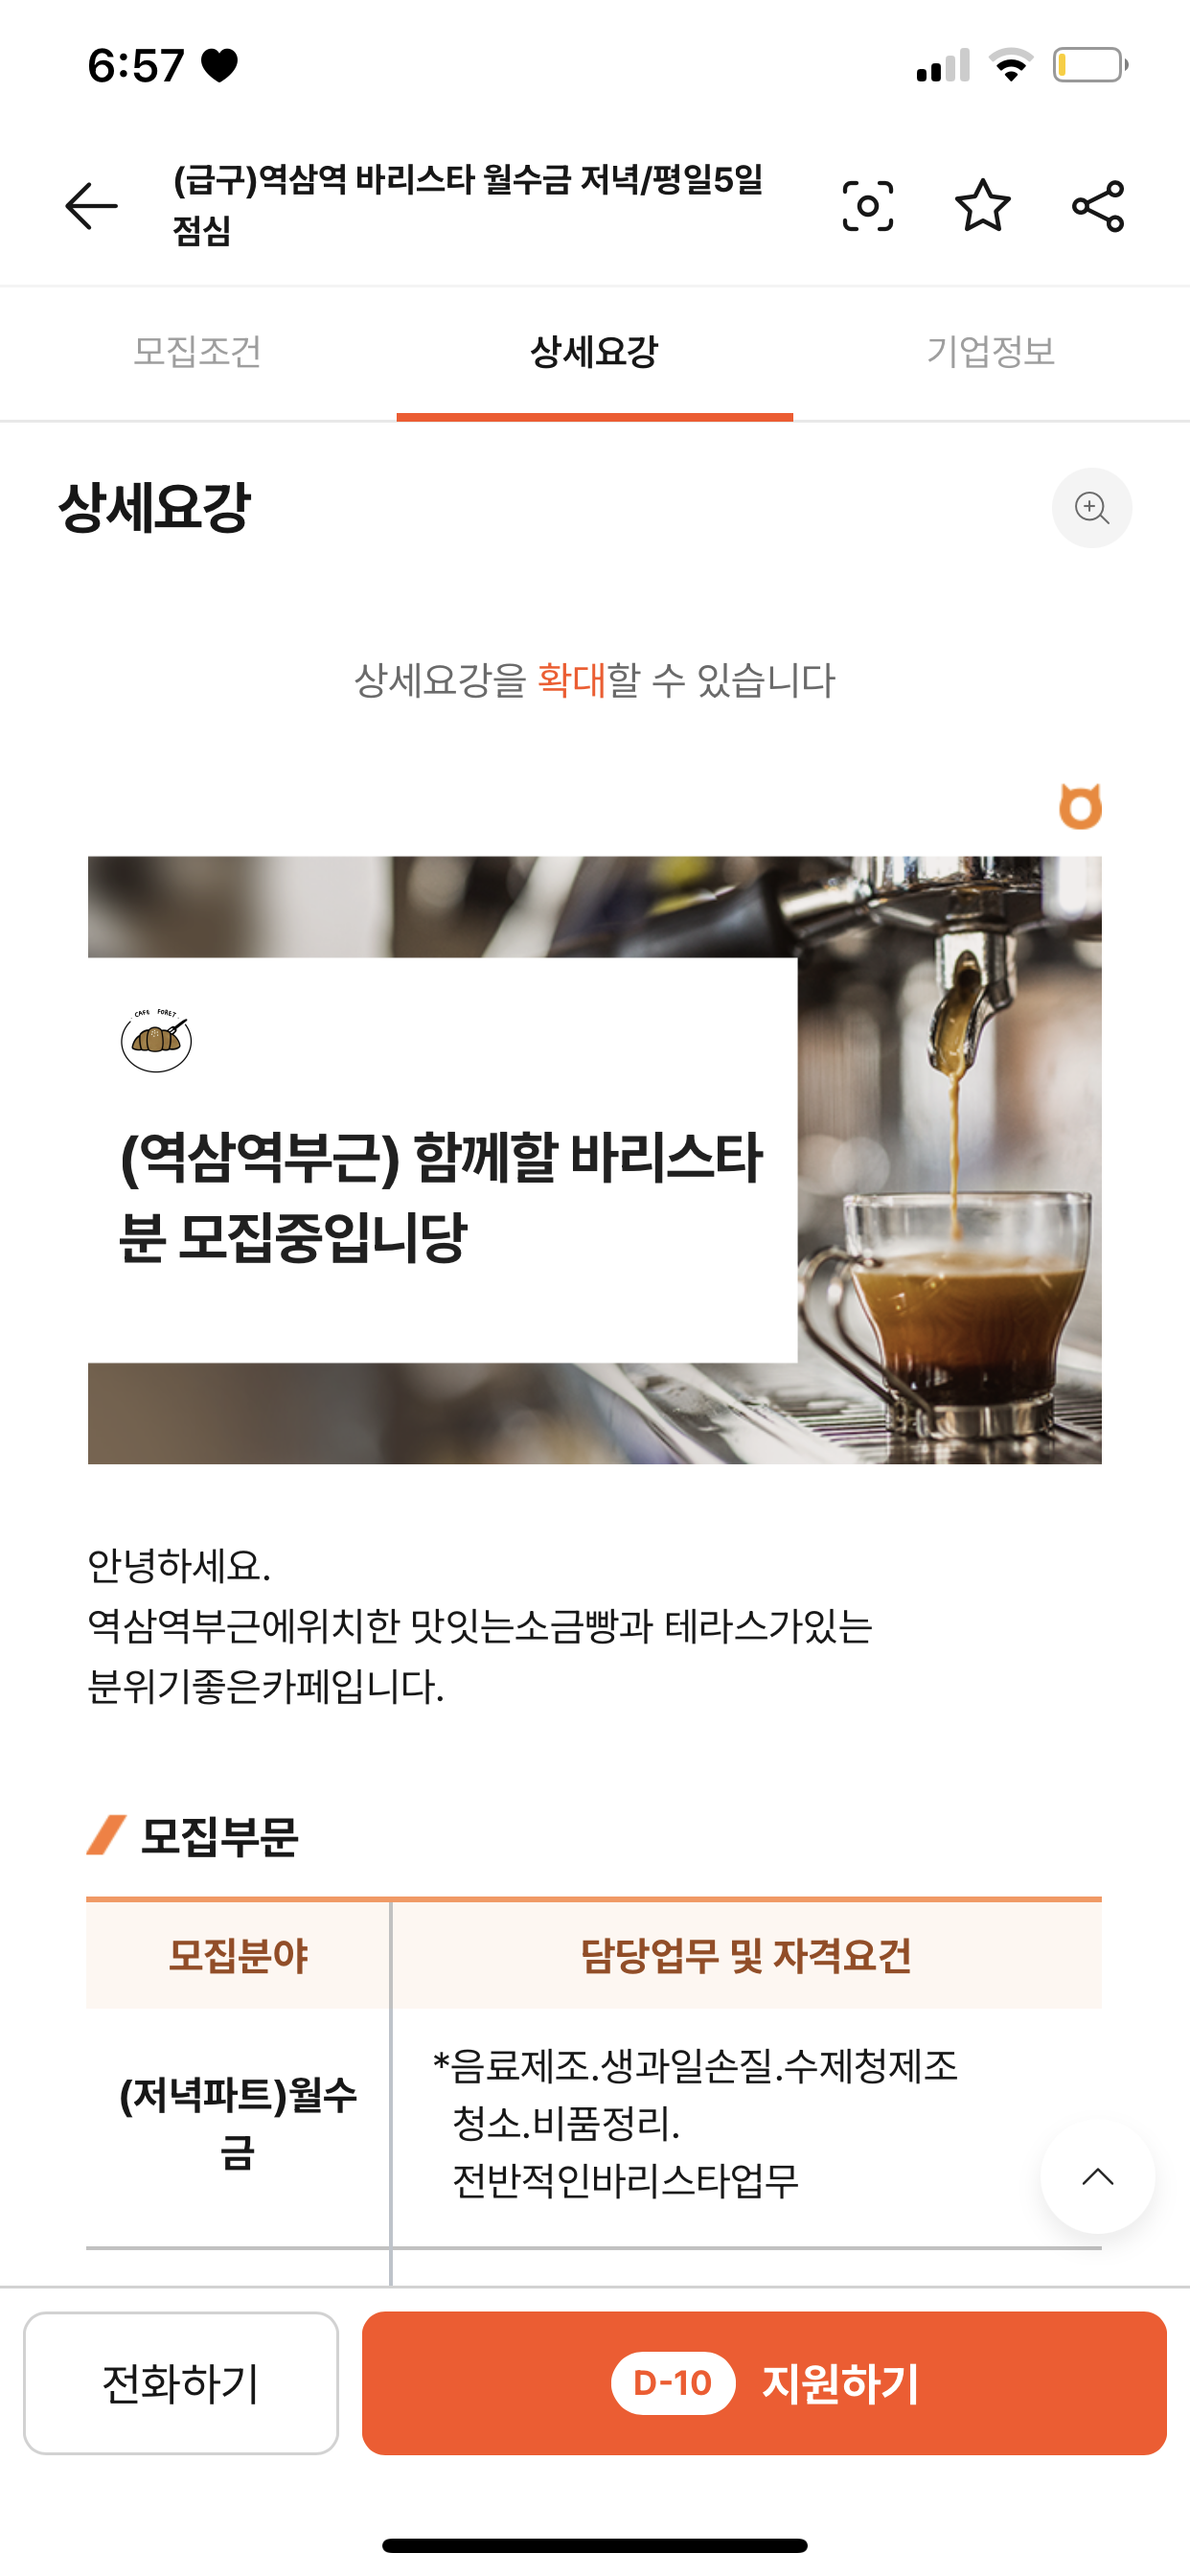 6:57
(급구)역삼역 바리스타 월수금 저녁/평일5일
점심
모집조건
상세요강
기업정보
상세요강
상세요강을 확대할 수 있습니다
CAFE FORET
(역삼역부근) 함께할 바리스타
분 모집중입니당
안녕하세요.
역삼역부근에위치한 맛잇는소금빵과 테라스가있는
분위기좋은카페입니다.
모집부문
모집분야
담당업무 및 자격요건
(저녁파트)월수
금
*음료제조.생과일손질.수제청제조
청소.비품정리.
전반적인바리스타업무
전화하기
D-10 지원하기